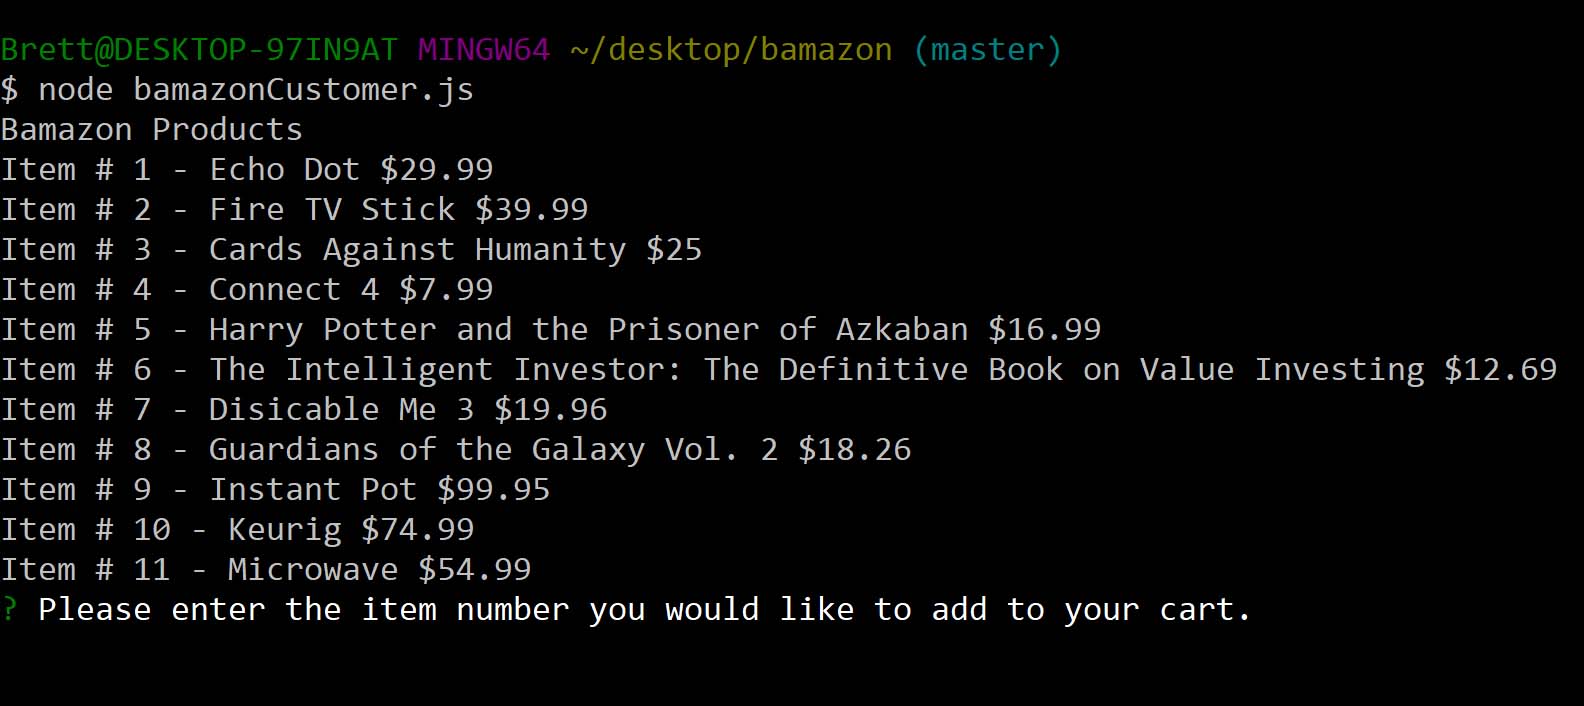 Brett@DESKTOP-97IN9AT MINGW64 ~/desktop/bamazon (master)
$ node bamazonCustomer.js
Bamazon Products
Item # 1 - Echo Dot $29.99
Item # 2 - Fire TV Stick $39.99
Item # 3 - Cards Against Humanity $25
Item # 4 - Connect 4 $7.99
Item # 5 - Harry Potter and the Prisoner of Azkaban $16.99
Item # 6 - The Intelligent Investor: The Definitive Book on Value Investing $12.69
Item # 7 - Disicable Me 3 $19.96
Item # 8 - Guardians of the Galaxy Vol. 2 $18.26
Item # 9 - Instant Pot $99.95
Item # 10 - Keurig $74.99
Item # 11 - Microwave $54.99
? Please enter the item number you would like to add to your cart.